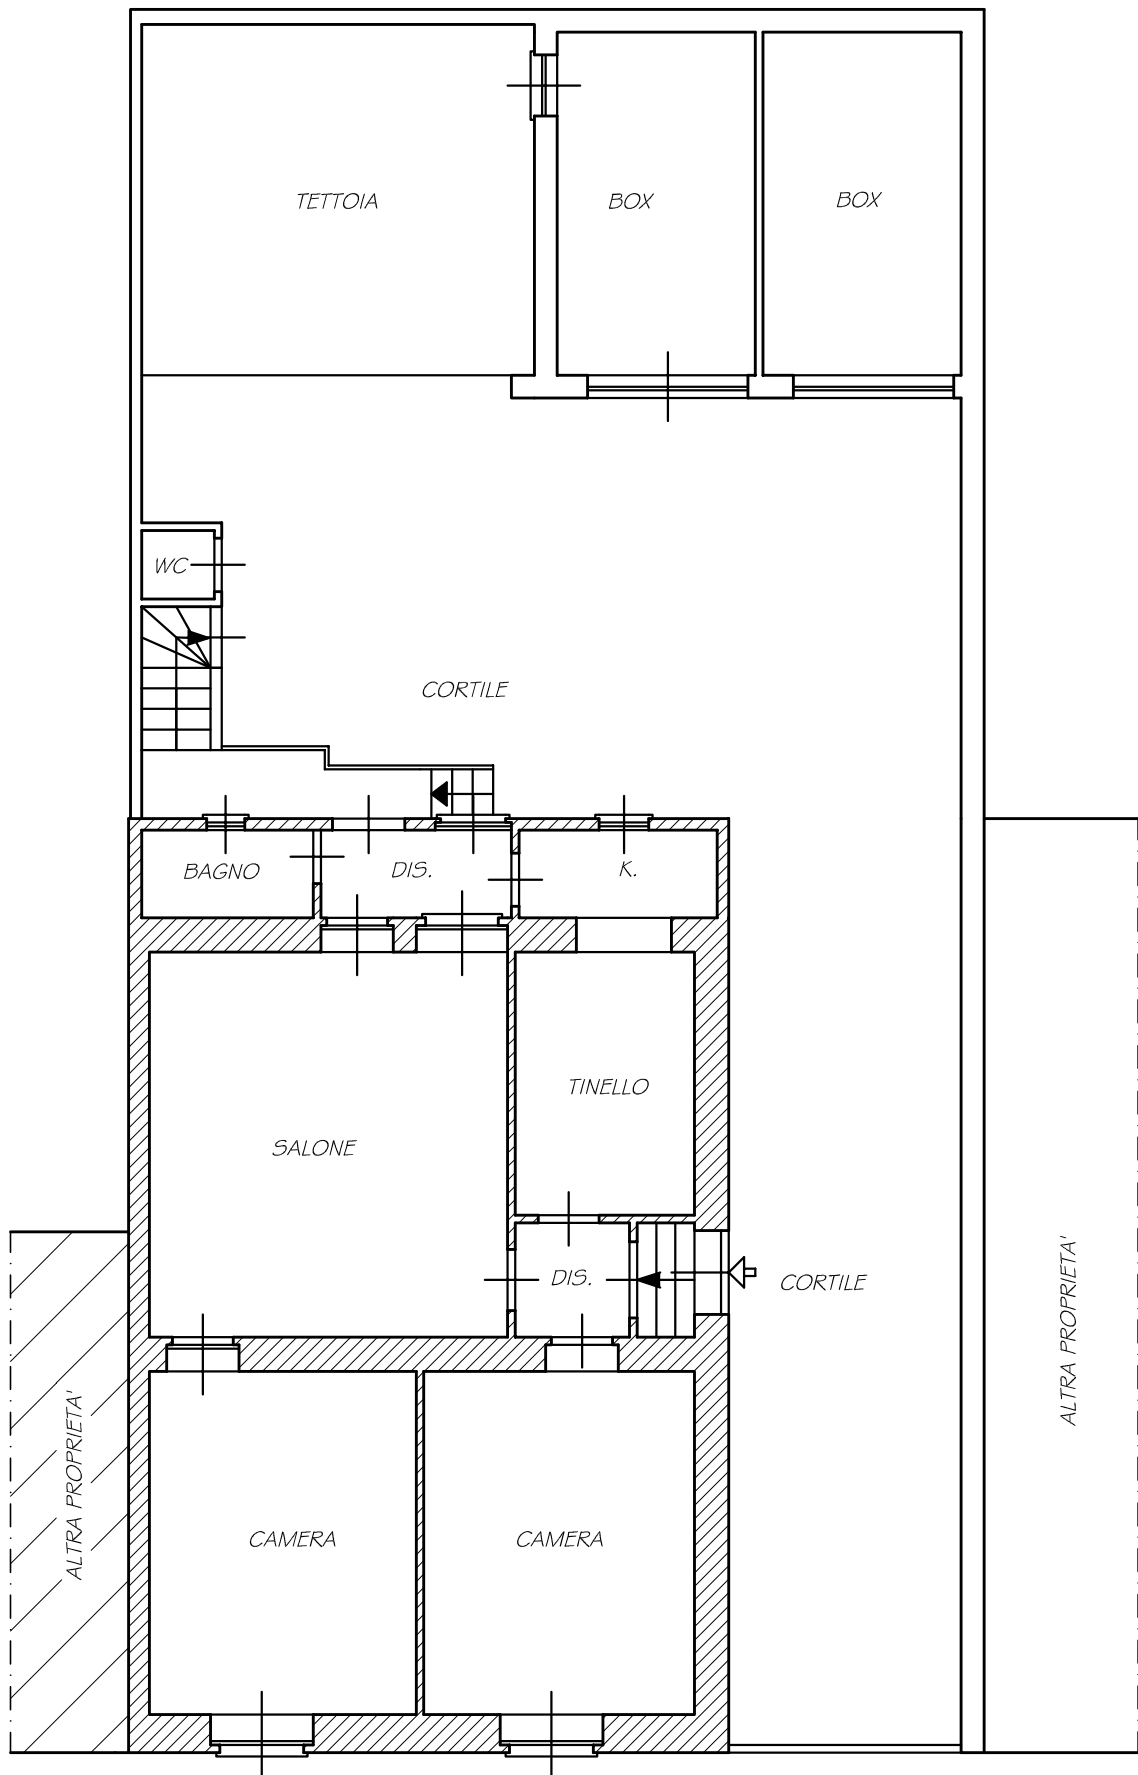 TETTOIA
BOX
BOX
WC
CORTILE
BAGNO
DIS.
K.
TINELLO
SALONE
DIS.
CORTILE
ALTRA PROPRIETA'
ALTRA PROPRIETA'
CAMERA
CAMERA